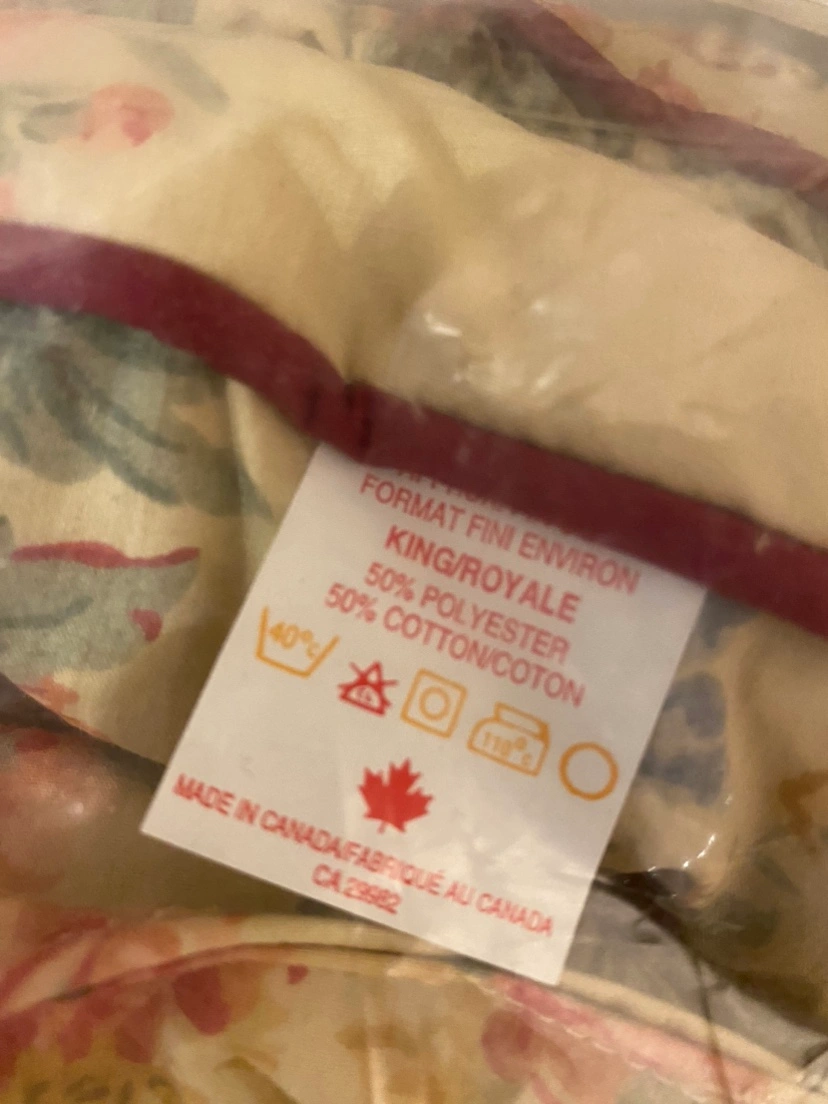 FORMAT FINI ENVIRON
KING/ROYALE
50% POLYESTER
50% COTTON/COTON
40°C
CL
110°C
MADE IN CANADA/FABRIQUÉ AU CANADA
CA 29982